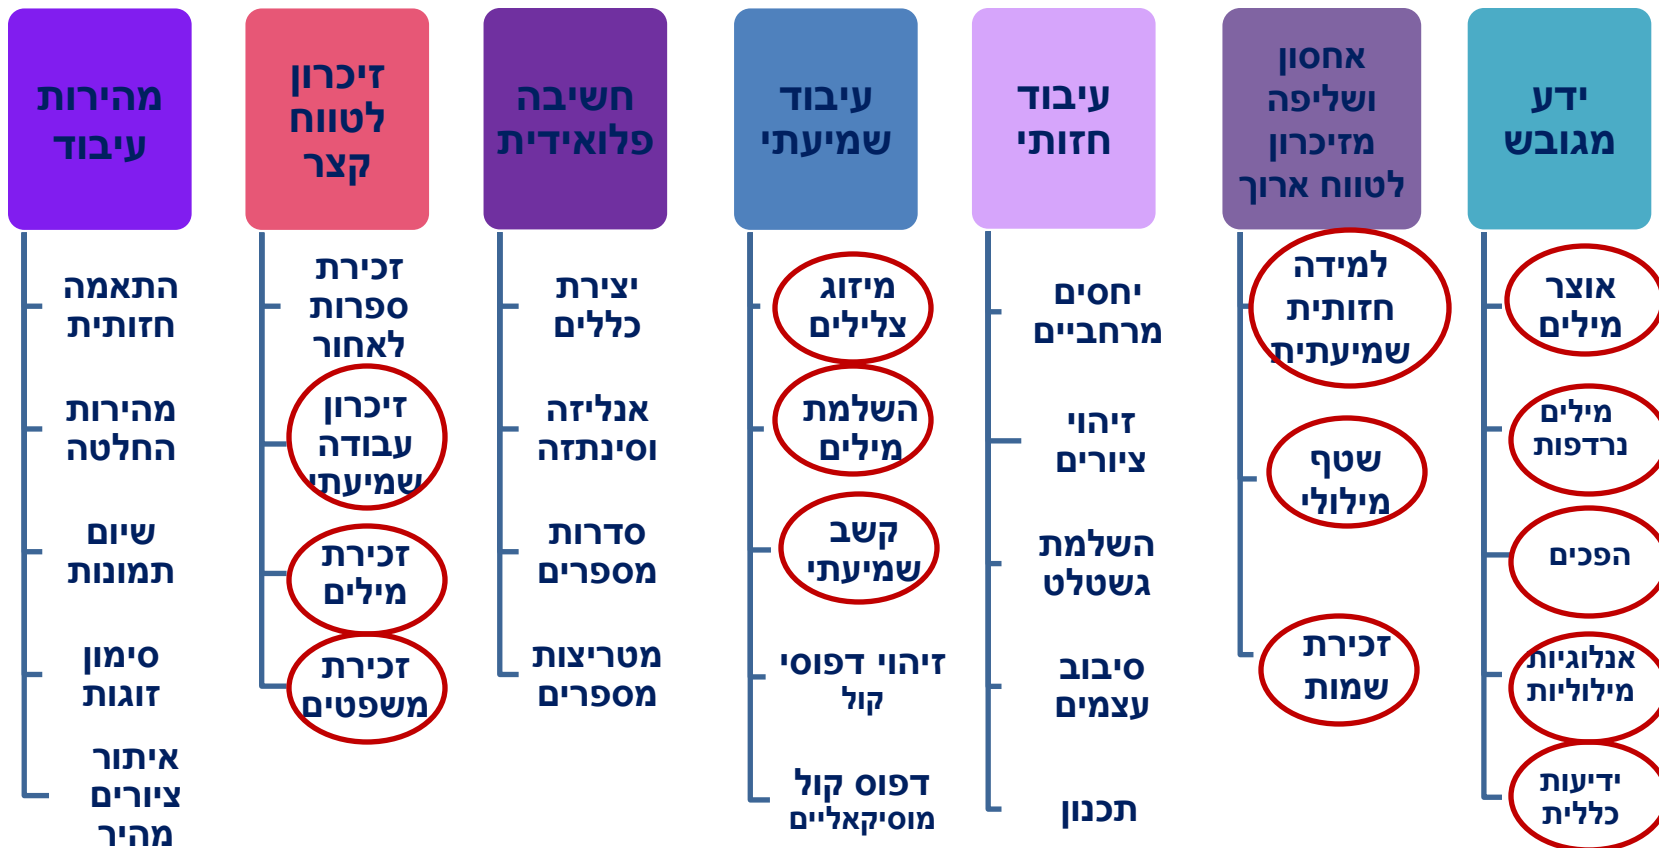 ידע
מגובש
אוצר
מילים
מילים
נרדפות
הפכים
אנלוגיות
מילוליות
ידיעות
כללית
אחסון
ושליפה
מזיכרון
לטווח ארוך
למידה
חזותית
שמיעתית
שטף
מילולי
זכירת
שמות
עיבוד
חזותי
יחסים
מרחביים
זיהוי
ציורים
השלמת
גשטלט
סיבוב
עצמים
תכנון
עיבוד
שמיעתי
מיזוג
צלילים
השלמת
מילים
קשב
שמיעתי
זיהוי דפוסי
קול
דפוס קול
מוסיקאליים
חשיבה
פלואידית
יצירת
כללים
אנליזה
וסינתזה
סדרות
מספרים
מטריצות
מספרים
זיכרון
לטווח
קצר
זכירת
ספרות
לאחור
זיכרון
עבודה
שמיעתי
זכירת
מילים
זכירת
משפטים
מהירות
עיבוד
התאמה
חזותית
מהירות
החלטה
שיום
תמונות
סימון
זוגות
איתור
ציורים
מהיר